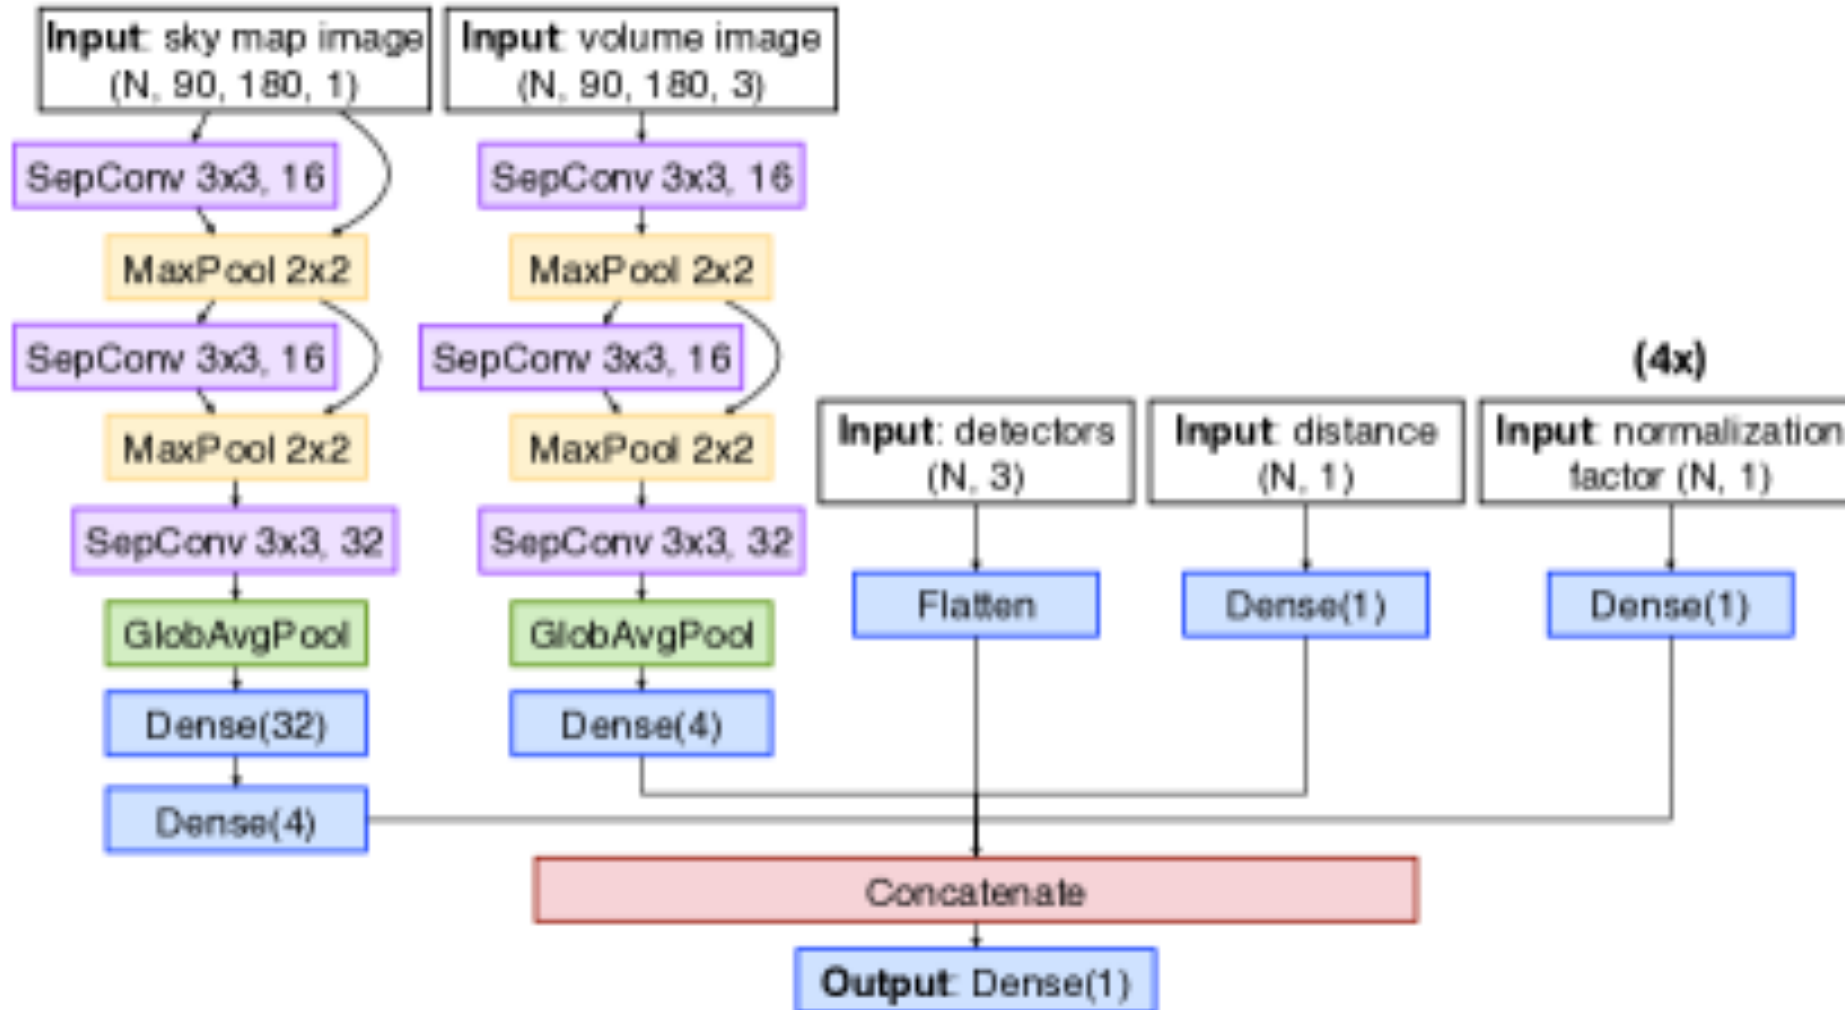 Input: sky map image
(N, 90, 180, 1)
SepConv 3x3, 16
MaxPool 2x2
SepConv 3x3, 16
MaxPool 2x2
SepConv 3x3, 32
GlobAvgPool
Dense(32)
Dense(4)
Input: volume image
(N, 90, 180, 3)
SepConv 3x3, 16
MaxPool 2x2
SepConv 3x3, 16
MaxPool 2x2
SepConv 3x3, 32
GlobAvgPool
Dense(4)
Input: detectors
(N, 3)
Flatten
Input: distance
(N, 1)
Dense(1)
(4x)
Input: normalization
factor (N, 1)
Dense(1)
Concatenate
Output: Dense(1)